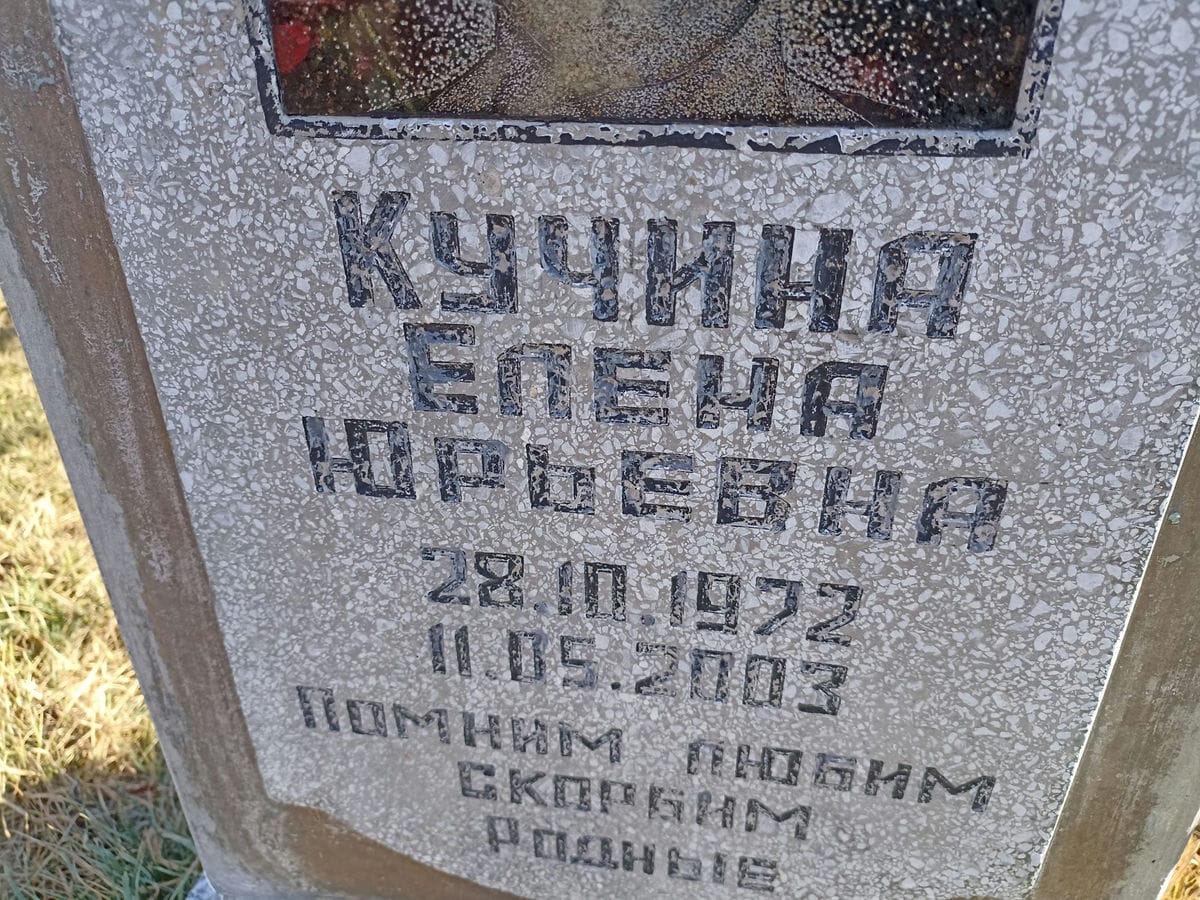 Кучина
Елена
Юрьевна
28.10.1972
11.05.2003
Помним любим
скорбим
родные